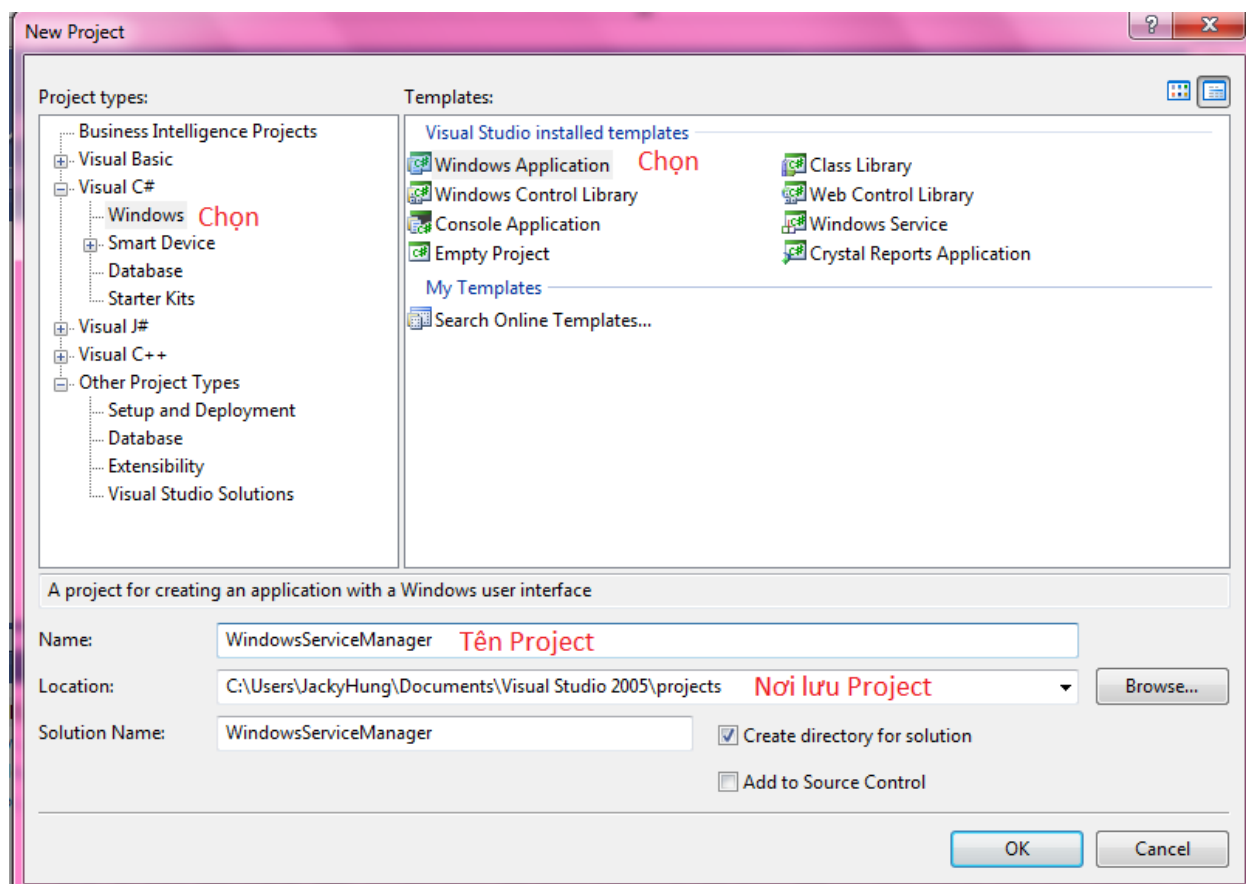 New Project
Project types:
Business Intelligence Projects
Visual Basic
Visual C#
Windows Chọn
Smart Device
Database
Starter Kits
Visual J#
Visual C++
Other Project Types
Setup and Deployment
Database
Extensibility
Visual Studio Solutions
Templates:
Visual Studio installed templates
Windows Application Chọn
Windows Control Library
Console Application
Empty Project
Class Library
Web Control Library
Windows Service
Crystal Reports Application
My Templates
Search Online Templates...
A project for creating an application with a Windows user interface
Name: WindowsServiceManager Tên Project
Location: C:\Users\JackyHung\Documents\Visual Studio 2005\projects Nơi lưu Project Browse...
Solution Name: WindowsServiceManager Create directory for solution
Add to Source Control
OK Cancel